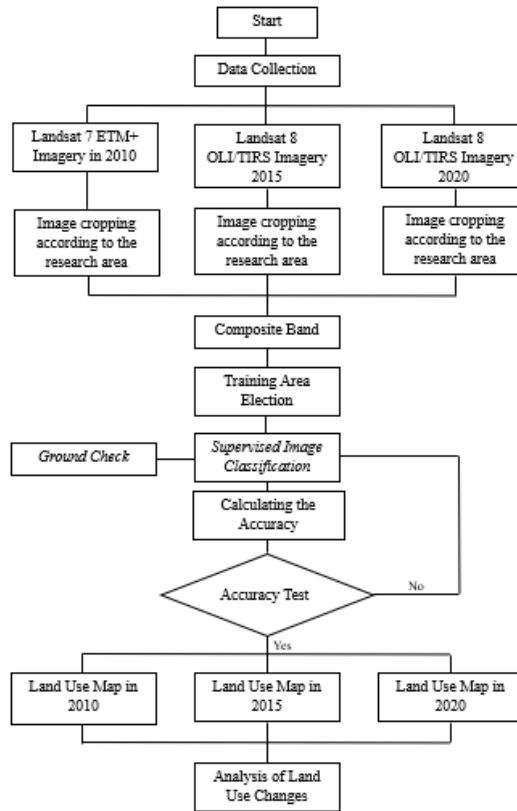 Start
Data Collection
Landsat 7 ETM+
Imagery in 2010
Landsat 8
OLI/TIRS Imagery
2015
Landsat 8
OLI/TIRS Imagery
2020
Image cropping
according to the
research area
Image cropping
according to the
research area
Image cropping
according to the
research area
Composite Band
Training Area
Election
Ground Check
Supervised Image
Classification
Calculating the
Accuracy
Accuracy Test
No
Yes
Land Use Map in
2010
Land Use Map in
2015
Land Use Map in
2020
Analysis of Land
Use Changes